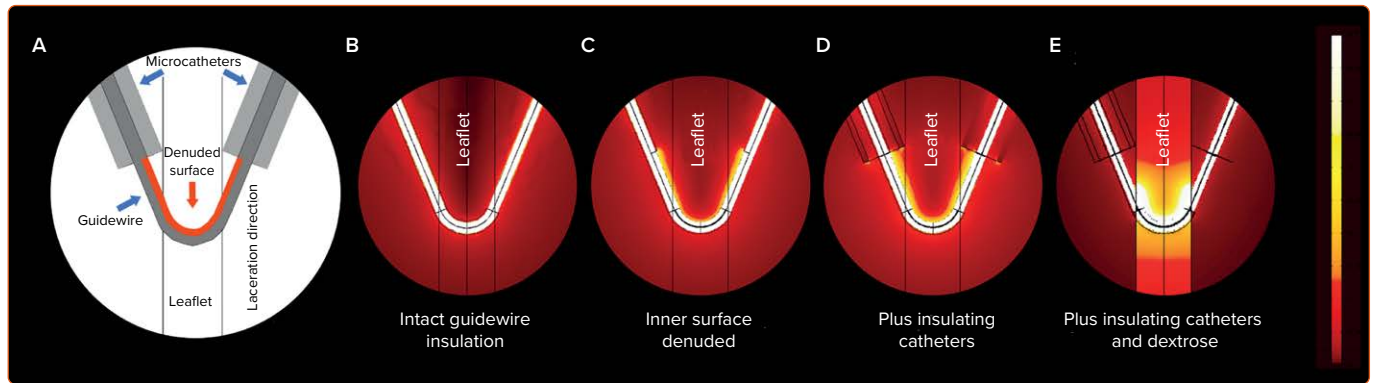 A
B
C
D
E
Microcatheters
Denuded
surface
Guidewire
Laceration direction
Leaflet
Leaflet
Leaflet
Leaflet
Leaflet
Intact guidewire
insulation
Inner surface
denuded
Plus insulating
catheters
Plus insulating catheters
and dextrose